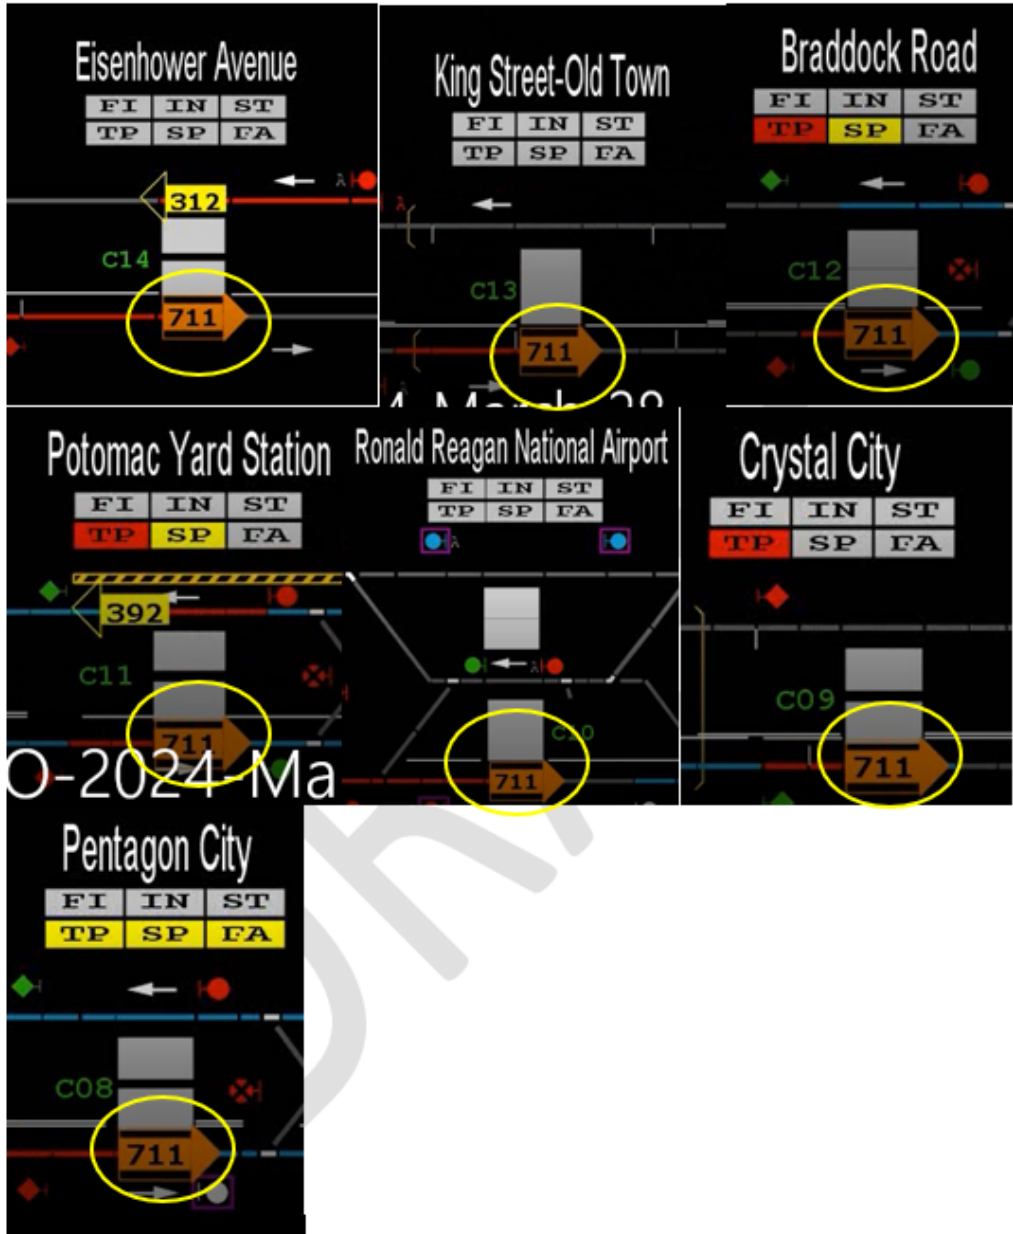 Eisenhower Avenue
FI IN ST
TP SP FA
312
C14
711
King Street-Old Town
FI IN ST
TP SP FA
C13
711
Braddock Road
FI IN ST
TP SP FA
C12
711
Potomac Yard Station
FI IN ST
TP SP FA
392
C11
711
O-2024-Ma
Ronald Reagan National Airport
FI IN ST
TP SP FA
C10
711
Crystal City
FI IN ST
TP SP FA
C09
711
Pentagon City
FI IN ST
TP SP FA
C08
711